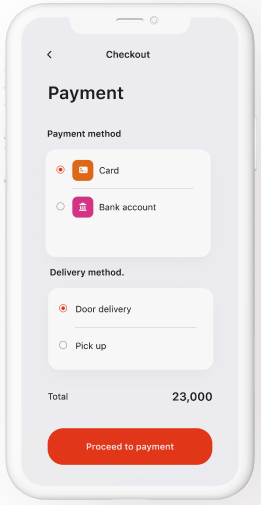 Checkout
Payment
Payment method
Card
Bank account
Delivery method.
Door delivery
Pick up
Total 23,000
Proceed to payment